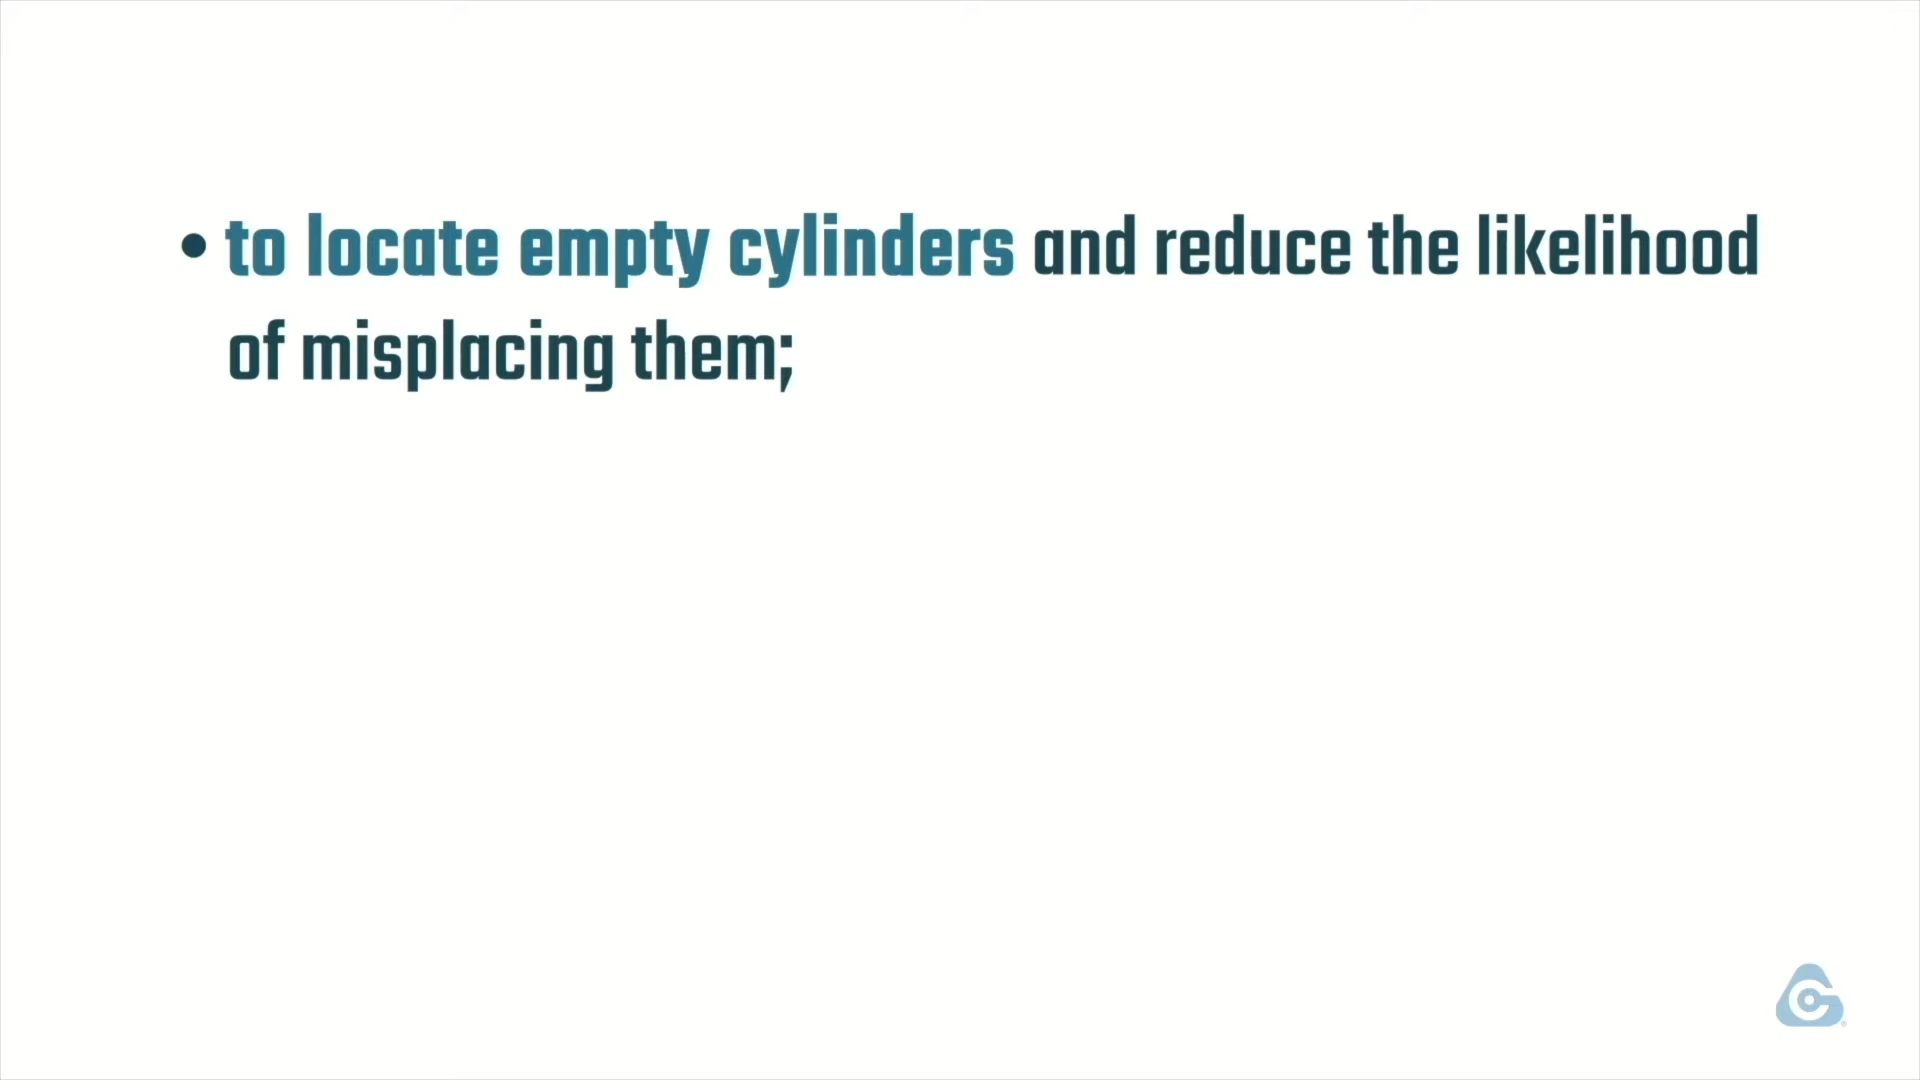 • to locate empty cylinders and reduce the likelihood
of misplacing them;